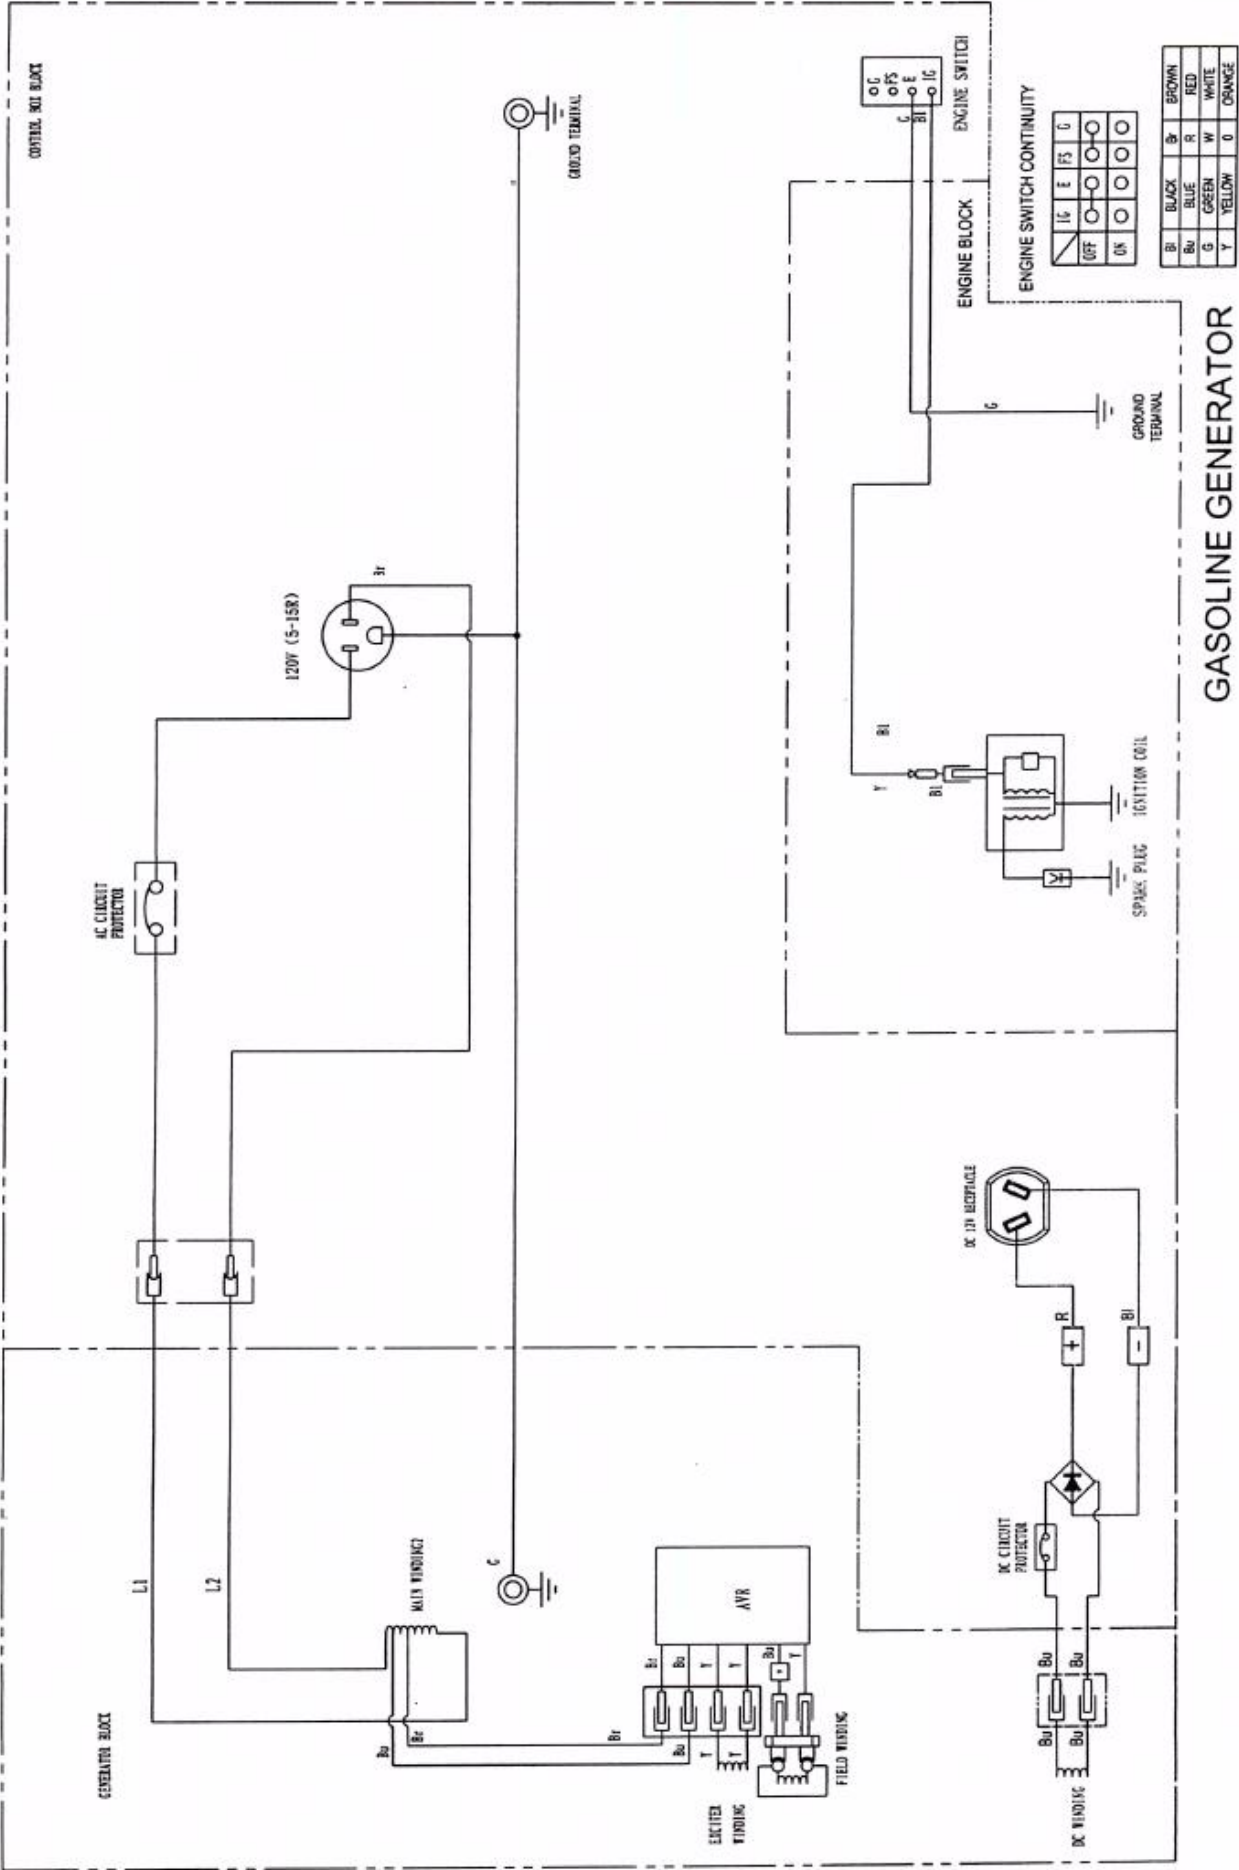 CONTROL BOX BLOCK
GROUND TERMINAL
G
FS
E
IG
G
Bl
ENGINE SWITCH
ENGINE BLOCK
ENGINE SWITCH CONTINUITY
IG E FS G
OFF
ON
Bl BLACK Br BROWN
Bu BLUE R RED
G GREEN W WHITE
Y YELLOW O ORANGE
120V (5-15R)
Br
AC CIRCUIT
PROTECTOR
G
GROUND
TERMINAL
Y
Bl
Bl
IGNITION COIL
SPARK PLUG
GASOLINE GENERATOR
DC 12V RECEPTACLE
R
+
Bl
-
DC CIRCUIT
PROTECTOR
GENERATOR BLOCK
L1
L2
MAIN WINDING2
G
Bu
Br
AVR
Br
Bu
Y
Y
Bu
Y
+
Br
Bu
Y
Y
EXCITER
WINDING
FIELD WINDING
Bu
Bu
Bu
Bu
DC WINDING